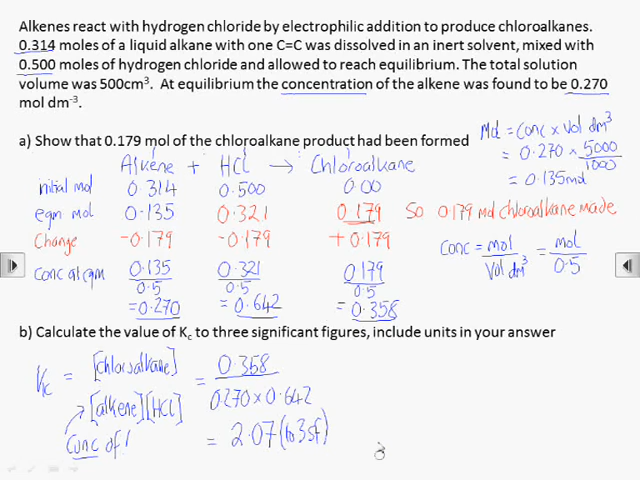 Alkenes react with hydrogen chloride by electrophilic addition to produce chloroalkanes.
0.314 moles of a liquid alkane with one C=C was dissolved in an inert solvent, mixed with
0.500 moles of hydrogen chloride and allowed to reach equilibrium. The total solution
volume was 500cm³. At equilibrium the concentration of the alkene was found to be 0.270
mol dm⁻³.
a) Show that 0.179 mol of the chloroalkane product had been formed
Mol = Conc x Vol dm³
= 0.270 x 5000/1000
= 0.135mol
Alkene + HCl → Chloroalkane
initial mol 0.314 0.500 0.00
eqm mol 0.135 0.321 0.179 So 0.179 mol chloroalkane made
Change -0.179 -0.179 +0.179
Conc = mol/Vol dm³ = mol/0.5
Conc at eqm 0.135/0.5 0.321/0.5 0.179/0.5
=0.270 = 0.642 = 0.358
b) Calculate the value of Kc to three significant figures, include units in your answer
Kc = [chloroalkane]/[alkene][HCl] = 0.358/0.270 x 0.642
Conc of = 2.07 (to 3sf)